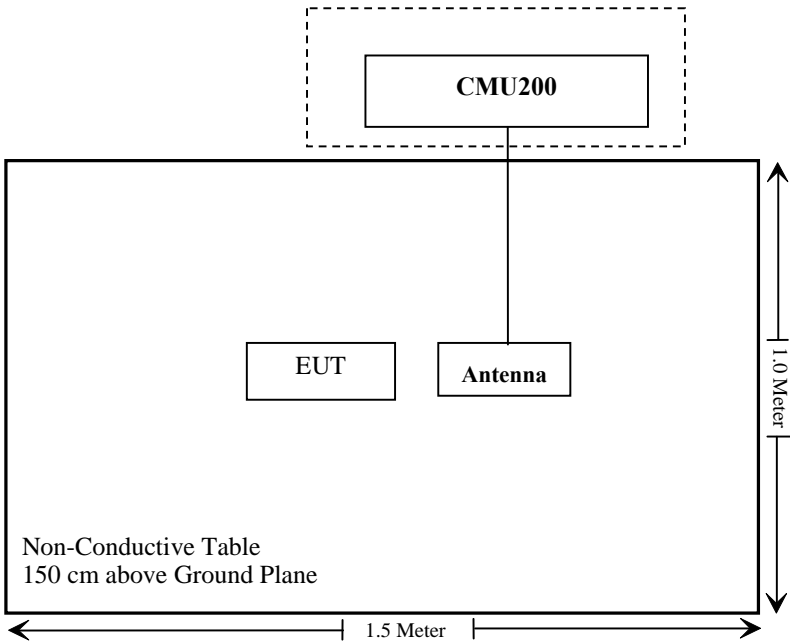 CMU200
EUT
Antenna
1.0 Meter
Non-Conductive Table
150 cm above Ground Plane
1.5 Meter